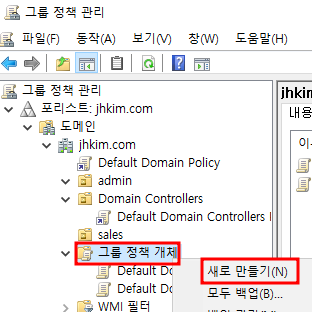 그룹 정책 관리
파일(F) 동작(A) 보기(V) 창(W) 도움말(H)
그룹 정책 관리
포리스트: jhkim.com
도메인
jhkim.com
Default Domain Policy
admin
Domain Controllers
Default Domain Controllers
sales
그룹 정책 개체
Default Do
Default Do
WMI 필터
jhkim
내용
새로 만들기(N)
모두 백업(B)...